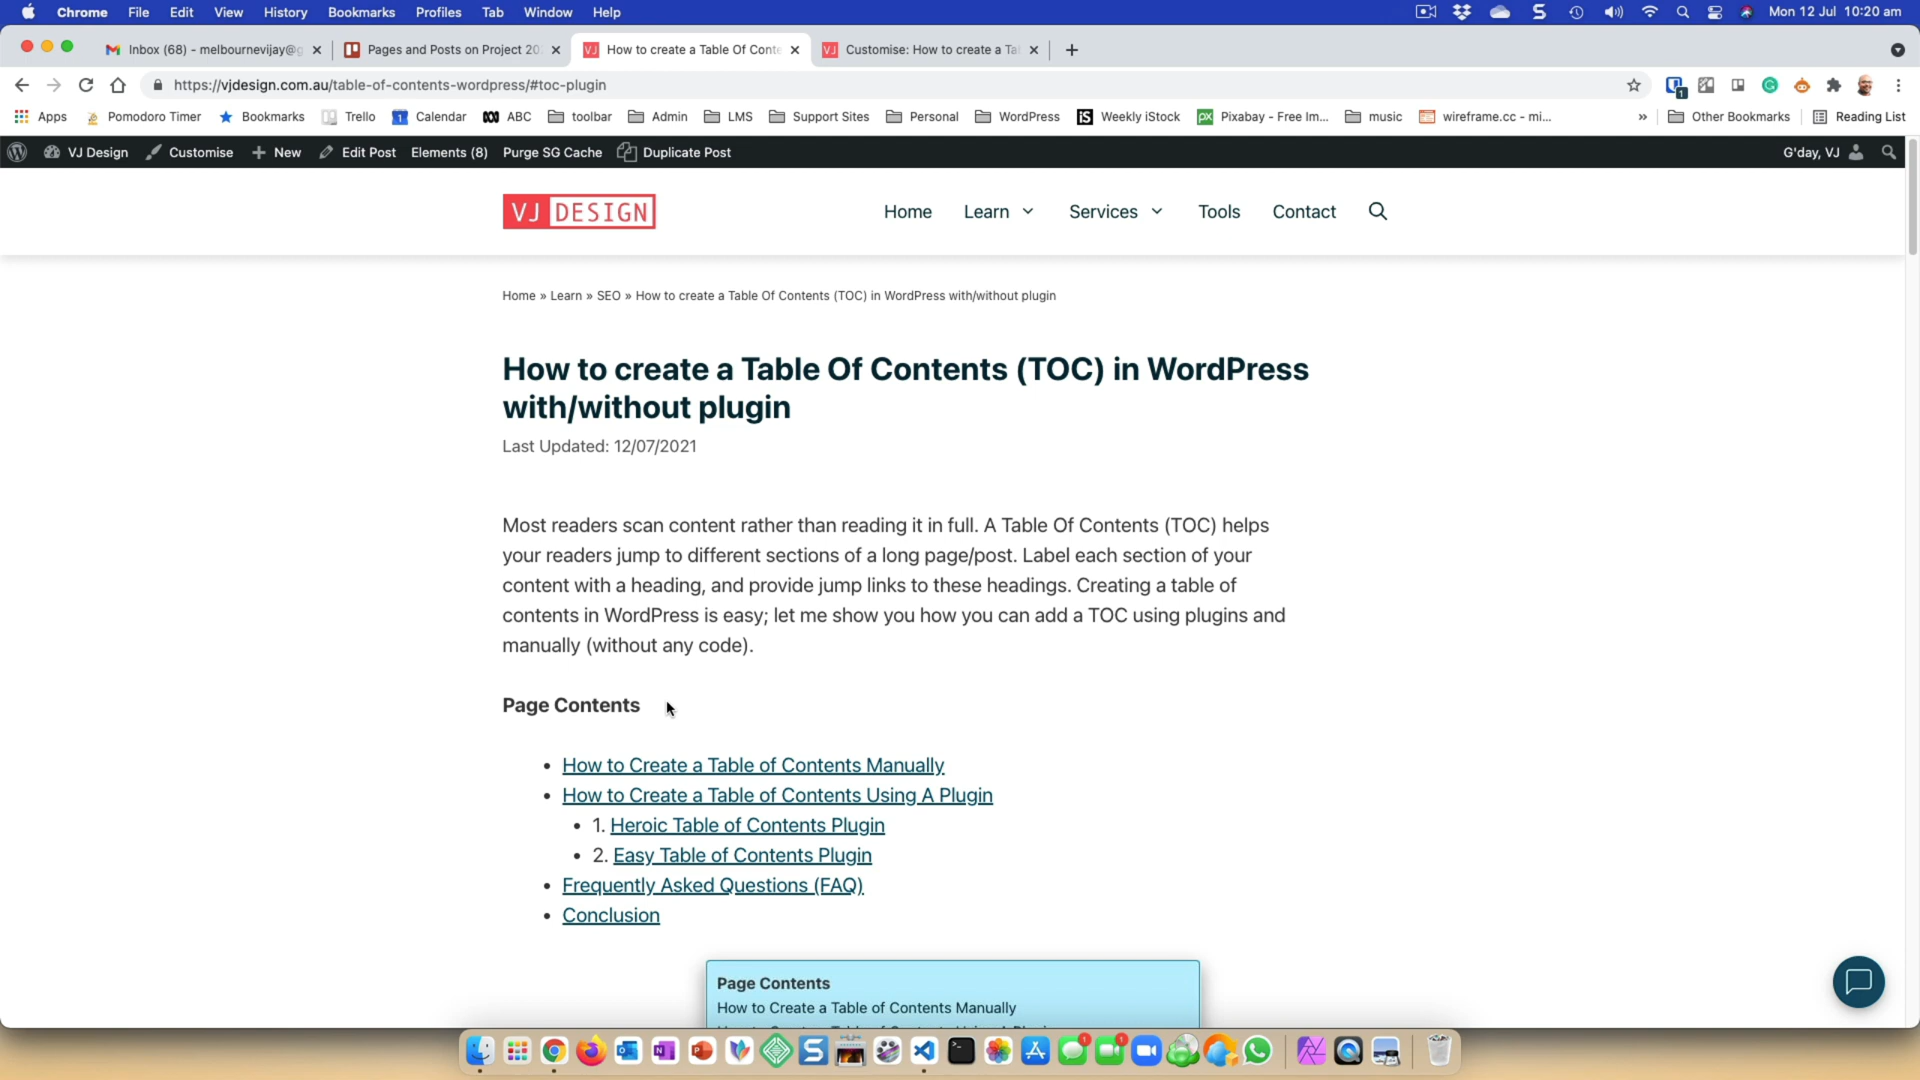 Chrome File Edit View History Bookmarks Profiles Tab Window Help Mon 12 Jul 10:20 am
Inbox (68) - melbournevijay@g
Pages and Posts on Project 20
How to create a Table Of Conte
Customise: How to create a Ta
https://vjdesign.com.au/table-of-contents-wordpress/#toc-plugin
1
Apps Pomodoro Timer Bookmarks Trello Calendar ABC toolbar Admin LMS Support Sites Personal WordPress Weekly iStock Pixabay - Free Im... music wireframe.cc - mi... » Other Bookmarks Reading List
VJ Design Customise New Edit Post Elements (8) Purge SG Cache Duplicate Post G'day, VJ
VJ DESIGN
Home Learn Services Tools Contact
Home » Learn » SEO » How to create a Table Of Contents (TOC) in WordPress with/without plugin
How to create a Table Of Contents (TOC) in WordPress
with/without plugin
Last Updated: 12/07/2021
Most readers scan content rather than reading it in full. A Table Of Contents (TOC) helps
your readers jump to different sections of a long page/post. Label each section of your
content with a heading, and provide jump links to these headings. Creating a table of
contents in WordPress is easy; let me show you how you can add a TOC using plugins and
manually (without any code).
Page Contents
• How to Create a Table of Contents Manually
• How to Create a Table of Contents Using A Plugin
• 1. Heroic Table of Contents Plugin
• 2. Easy Table of Contents Plugin
• Frequently Asked Questions (FAQ)
• Conclusion
Page Contents
How to Create a Table of Contents Manually